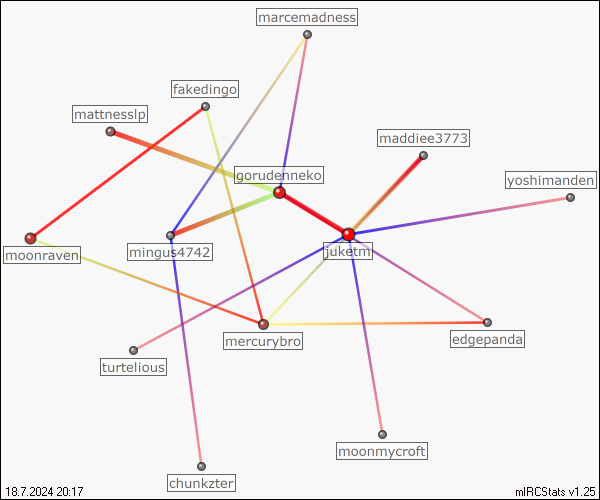 marcemadness
fakedingo
mattnesslp
maddiee3773
gorudenneko
yoshimanden
moonraven
mingus4742
juketm
mercurybro
edgepanda
turtelious
moonmycroft
chunkzter
18.7.2024 20:17
mIRCStats v1.25